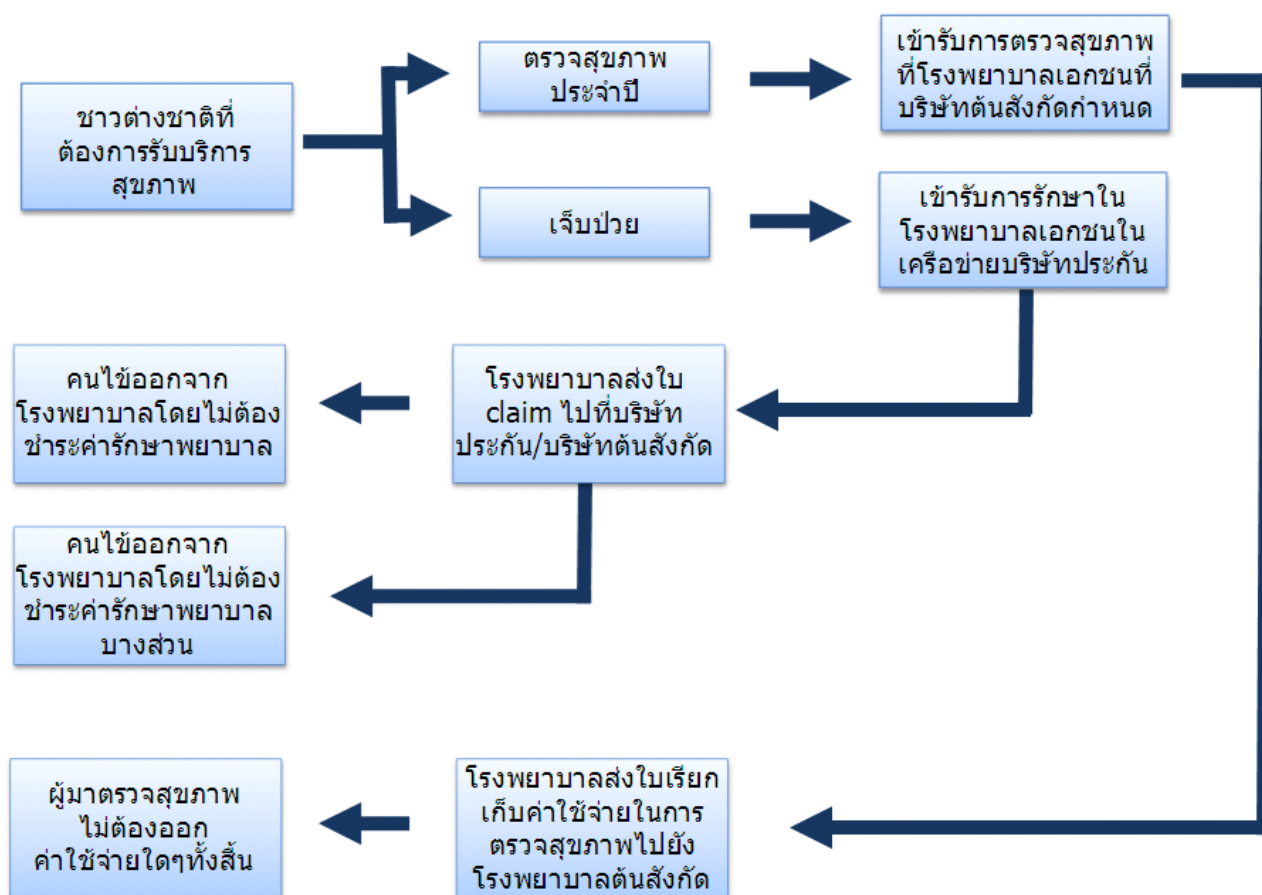 ชาวต่างชาติที่
ต้องการรับบริการ
สุขภาพ
ตรวจสุขภาพ
ประจำปี
เข้ารับการตรวจสุขภาพ
ที่โรงพยาบาลเอกชนที่
บริษัทต้นสังกัดกำหนด
เจ็บป่วย
เข้ารับการรักษาใน
โรงพยาบาลเอกชนใน
เครือข่ายบริษัทประกัน
โรงพยาบาลส่งใบ
claim ไปที่บริษัท
ประกัน/บริษัทต้นสังกัด
คนไข้ออกจาก
โรงพยาบาลโดยไม่ต้อง
ชำระค่ารักษาพยาบาล
คนไข้ออกจาก
โรงพยาบาลโดยไม่ต้อง
ชำระค่ารักษาพยาบาล
บางส่วน
โรงพยาบาลส่งใบเรียก
เก็บค่าใช้จ่ายในการ
ตรวจสุขภาพไปยัง
โรงพยาบาลต้นสังกัด
ผู้มาตรวจสุขภาพ
ไม่ต้องออก
ค่าใช้จ่ายใดๆทั้งสิ้น